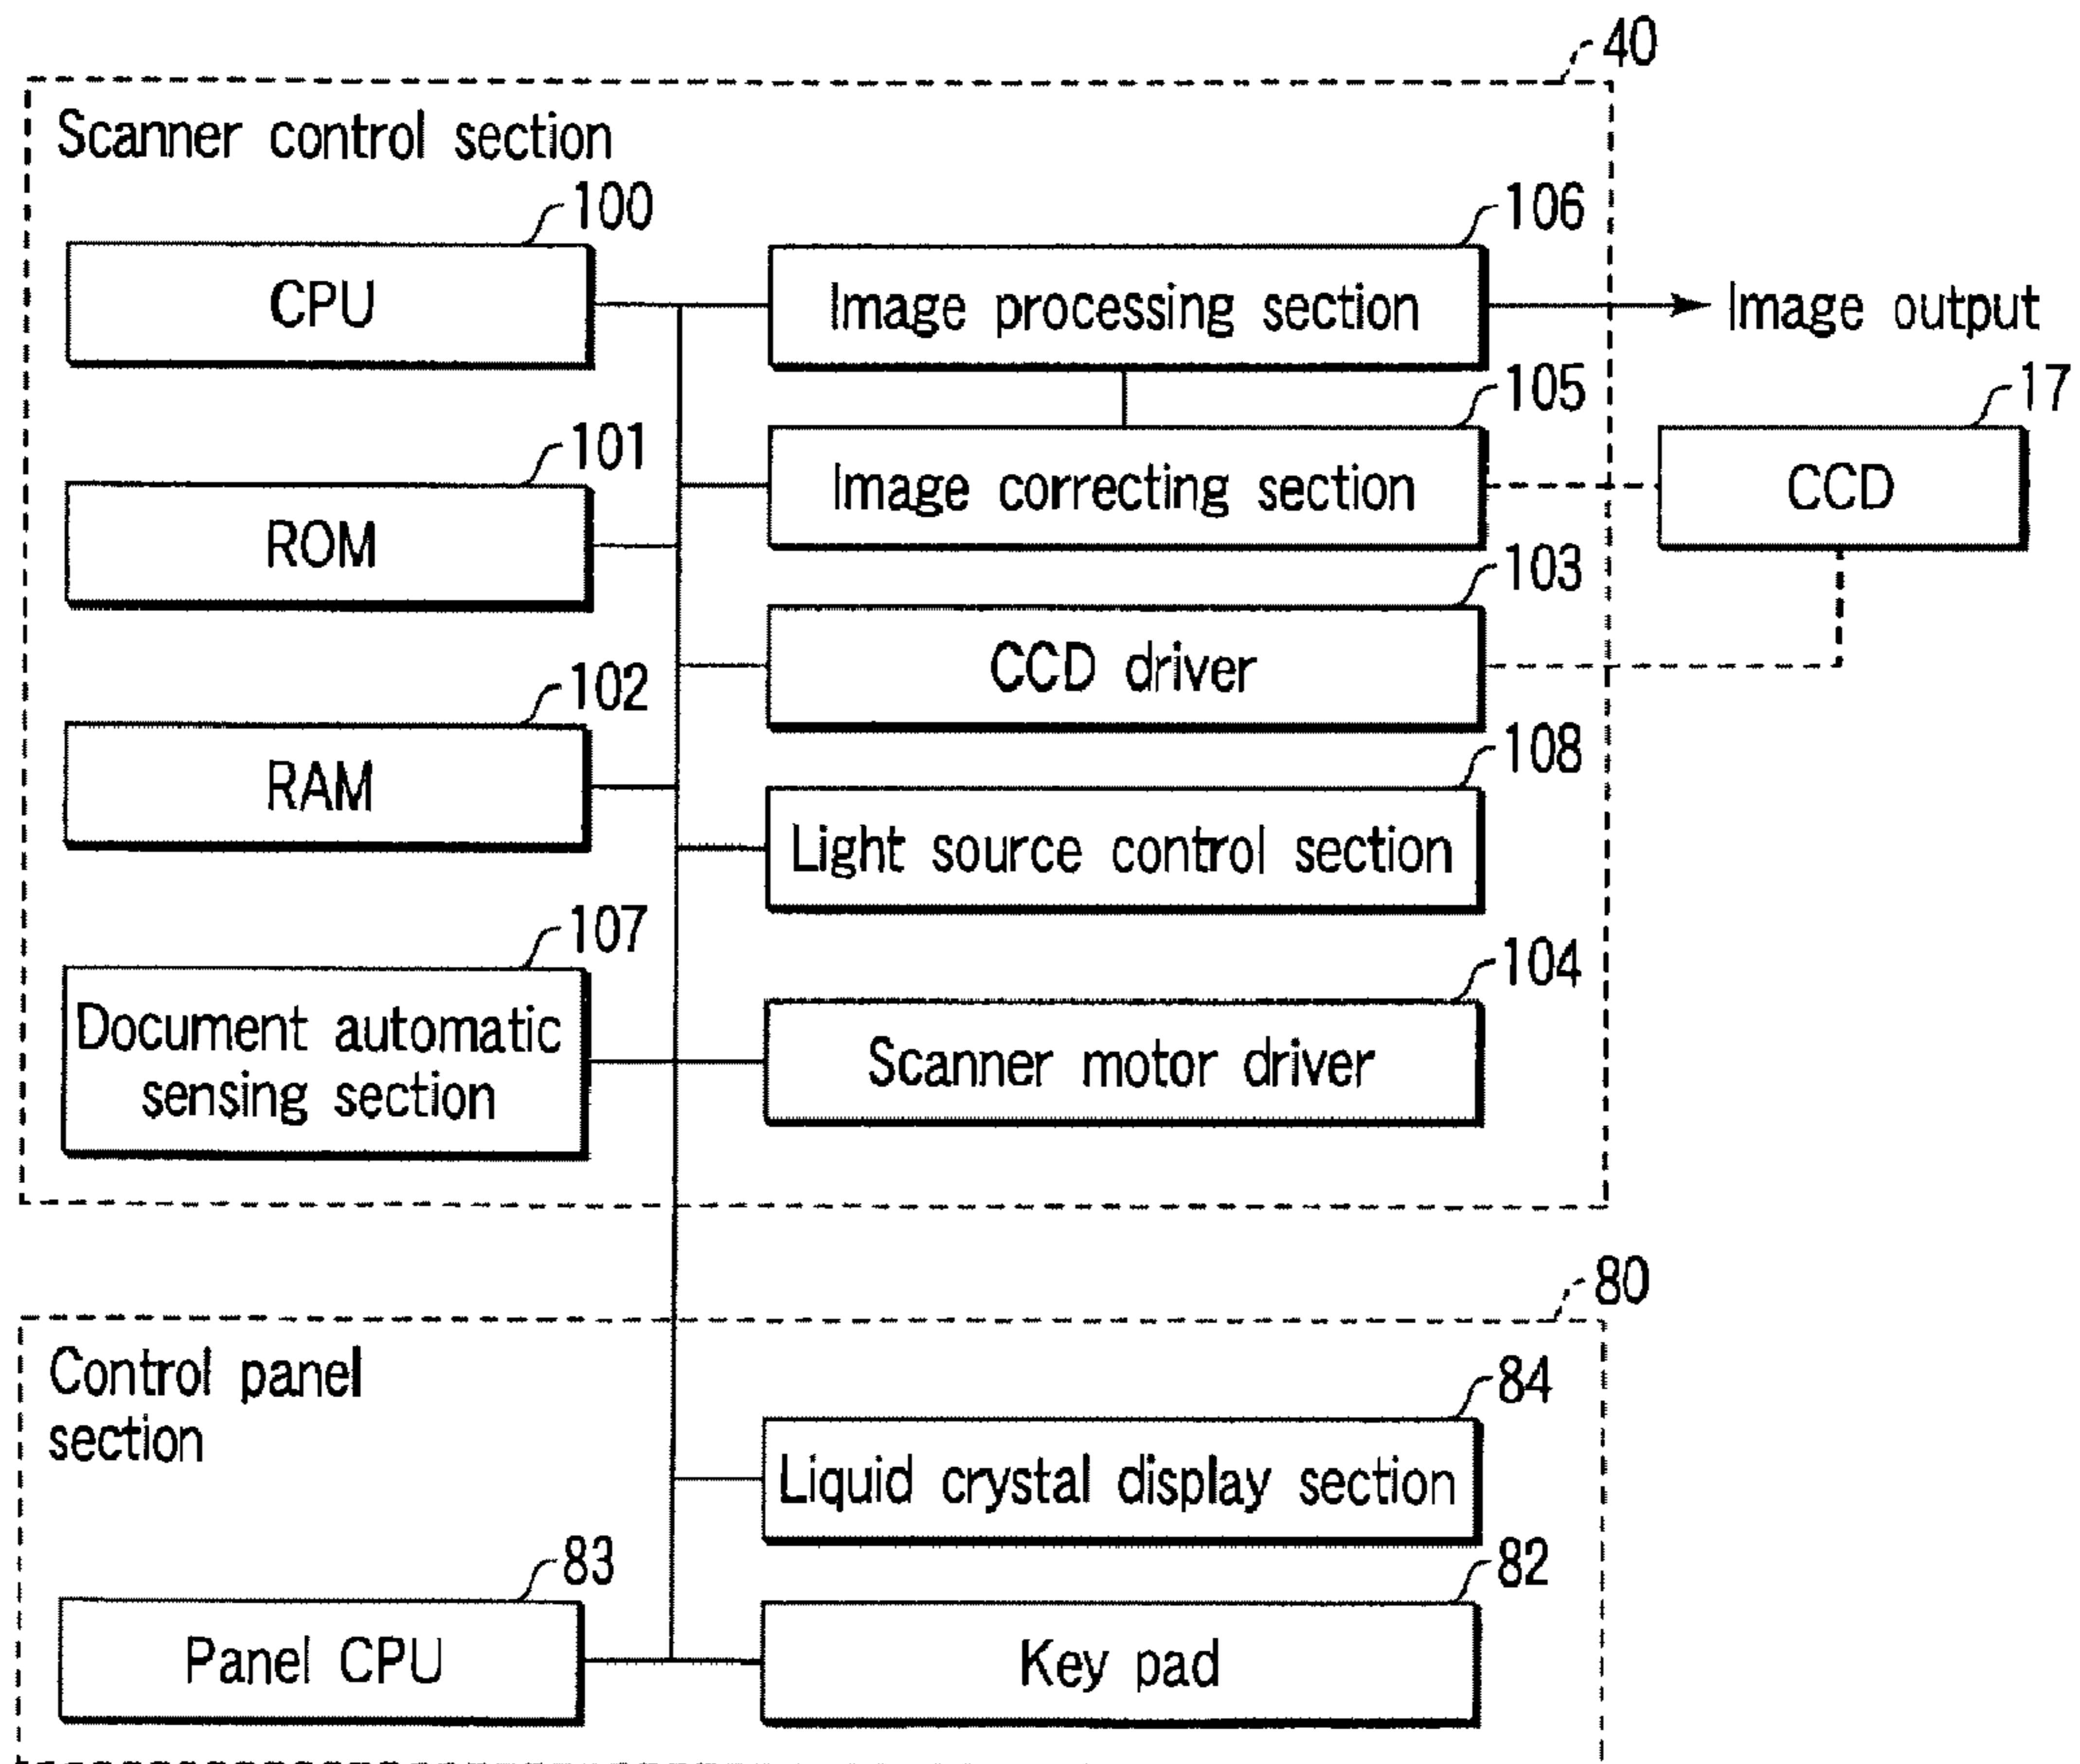 40
Scanner control section
100
CPU
106
Image processing section
Image output
105
Image correcting section
17
CCD
101
ROM
103
CCD driver
102
RAM
108
Light source control section
107
Document automatic
sensing section
104
Scanner motor driver
80
Control panel
section
84
Liquid crystal display section
83
Panel CPU
82
Key pad